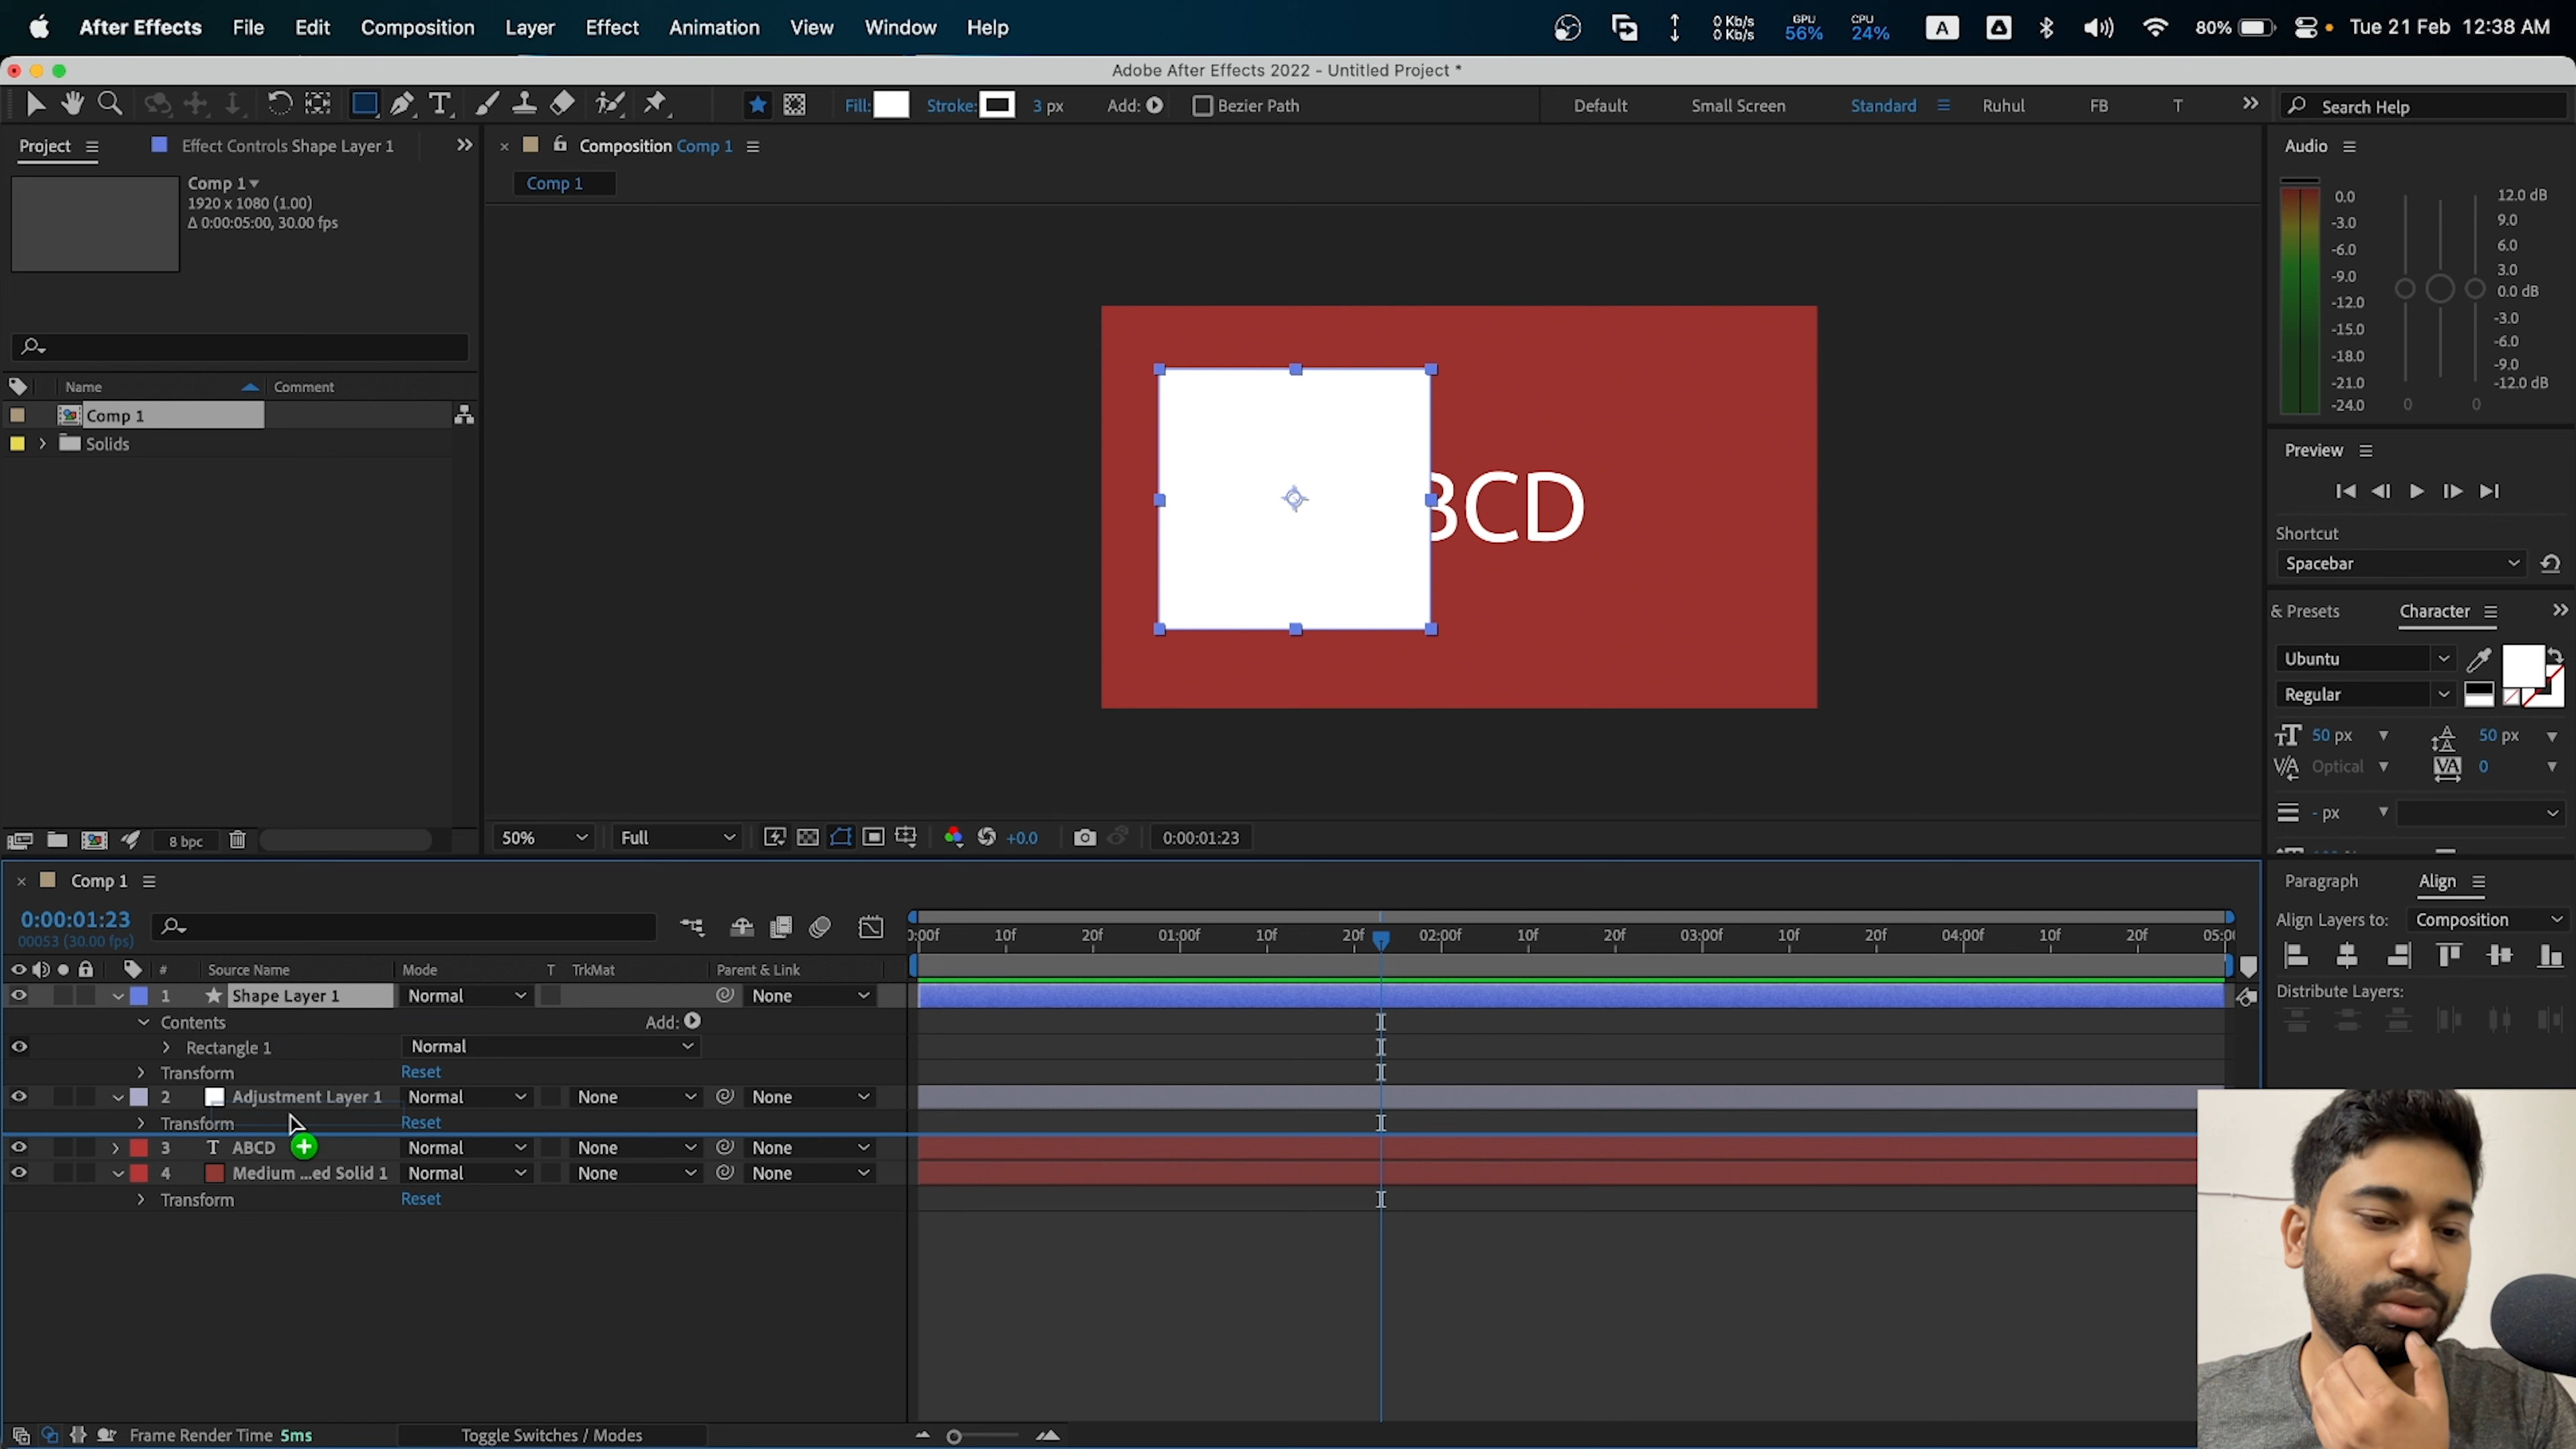 After Effects File Edit Composition Layer Effect Animation View Window Help 0 Kb/s 0 Kb/s GPU 56% CPU 24% A 80% Tue 21 Feb 12:38 AM
Adobe After Effects 2022 - Untitled Project *
Fill: Stroke: 3 px Add: Bezier Path Default Small Screen Standard Ruhul FB T Search Help
Project Effect Controls Shape Layer 1
Comp 1
1920 x 1080 (1.00)
Δ 0:00:05:00, 30.00 fps
Name Comment
Comp 1
Solids
8 bpc
Composition Comp 1
Comp 1
BCD
50% Full +0.0 0:00:01:23
Audio
0.0 12.0 dB
-3.0 9.0
-6.0 6.0
-9.0 3.0
-12.0 0.0 dB
-15.0 -3.0
-18.0 -6.0
-21.0 -9.0
-24.0 -12.0 dB
0 0
Preview
Shortcut
Spacebar
& Presets Character
Ubuntu
Regular
50 px 50 px
Optical 0
- px
Paragraph Align
Align Layers to: Composition
Distribute Layers:
Comp 1
0:00:01:23
00053 (30.00 fps)
0:00f 10f 20f 01:00f 10f 20f 02:00f 10f 20f 03:00f 10f 20f 04:00f 10f 20f 05:00
# Source Name Mode T TrkMat Parent & Link
1 Shape Layer 1 Normal None
Contents Add:
Rectangle 1 Normal
Transform Reset
2 Adjustment Layer 1 Normal None None
Transform Reset
3 T ABCD Normal None None
4 Medium ...ed Solid 1 Normal None None
Transform Reset
Frame Render Time 5ms Toggle Switches / Modes